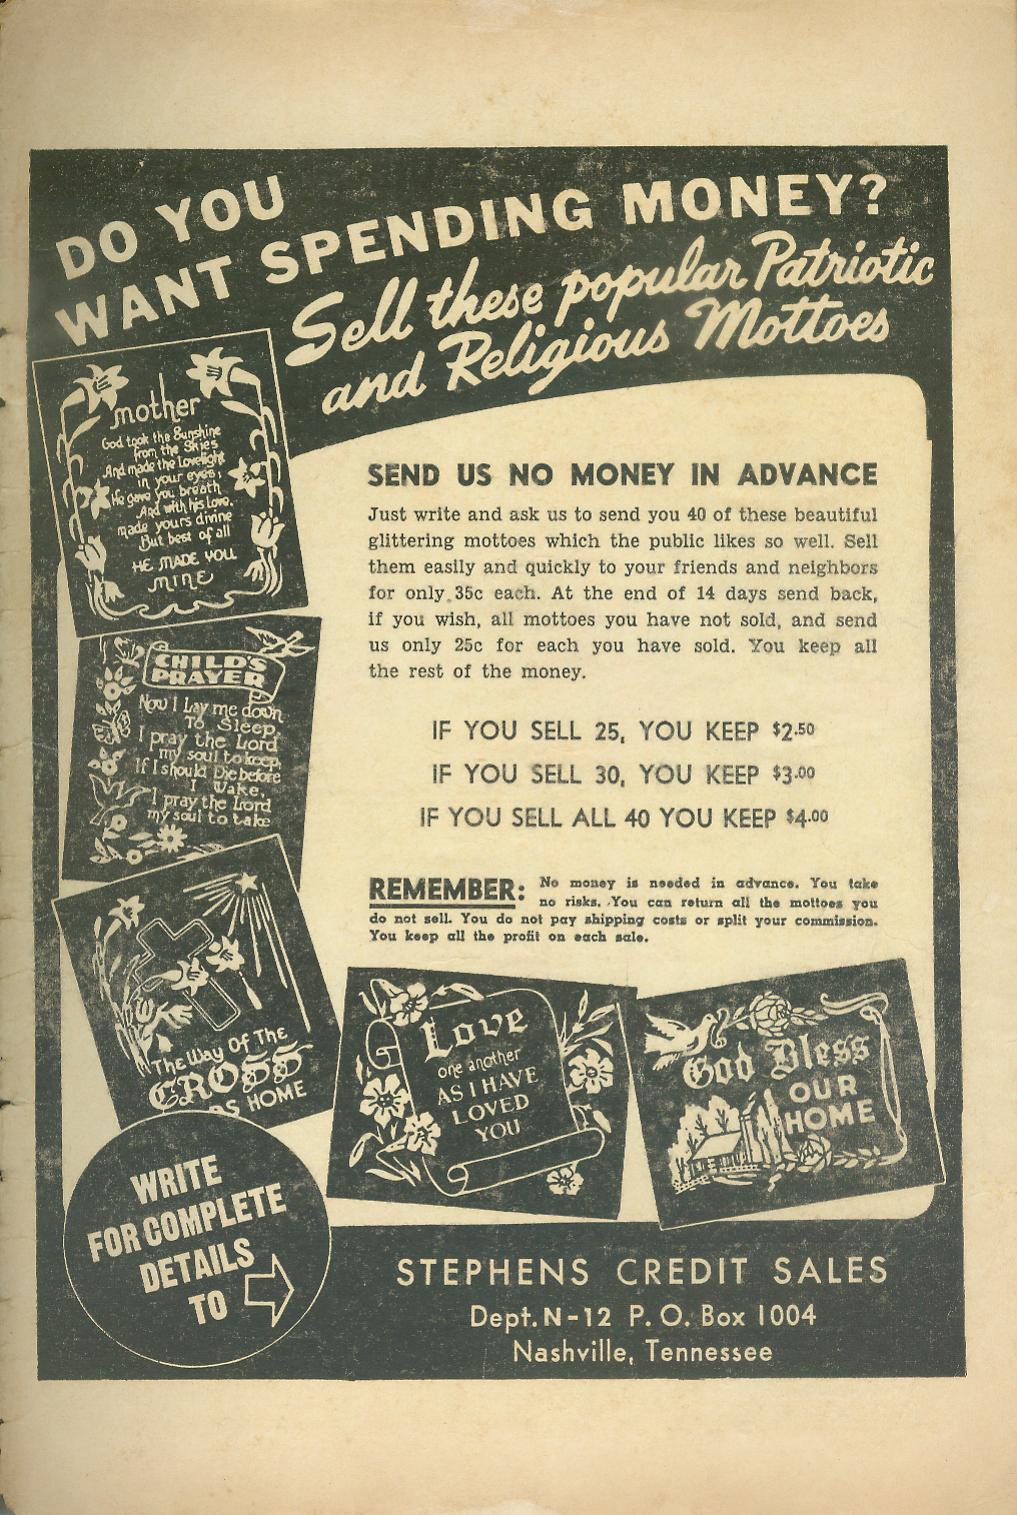 DO YOU
WANT SPENDING MONEY?
Sell these popular Patriotic
and Religious Mottoes
mother
God took the Sunshine
from the Skies
And made the Lovelight
in your eyes,
He gave you breath
And with his Love
made yours divine
But best of all
HE MADE YOU
MINE
CHILD'S
PRAYER
Now I Lay me down
To Sleep,
I pray the Lord
my soul to keep,
If I should Die before
I Wake,
I pray the Lord
my soul to take
The Way Of The
CROSS
DS HOME
SEND US NO MONEY IN ADVANCE
Just write and ask us to send you 40 of these beautiful
glittering mottoes which the public likes so well. Sell
them easily and quickly to your friends and neighbors
for only 35c each. At the end of 14 days send back,
if you wish, all mottoes you have not sold, and send
us only 25c for each you have sold. You keep all
the rest of the money.
IF YOU SELL 25, YOU KEEP $2.50
IF YOU SELL 30, YOU KEEP $3.00
IF YOU SELL ALL 40 YOU KEEP $4.00
REMEMBER: No money is needed in advance. You take
no risks. You can return all the mottoes you
do not sell. You do not pay shipping costs or split your commission.
You keep all the profit on each sale.
Love
one another
AS I HAVE
LOVED
YOU
God Bless
OUR
HOME
WRITE
FOR COMPLETE
DETAILS
TO
STEPHENS CREDIT SALES
Dept. N-12 P. O. Box 1004
Nashville, Tennessee